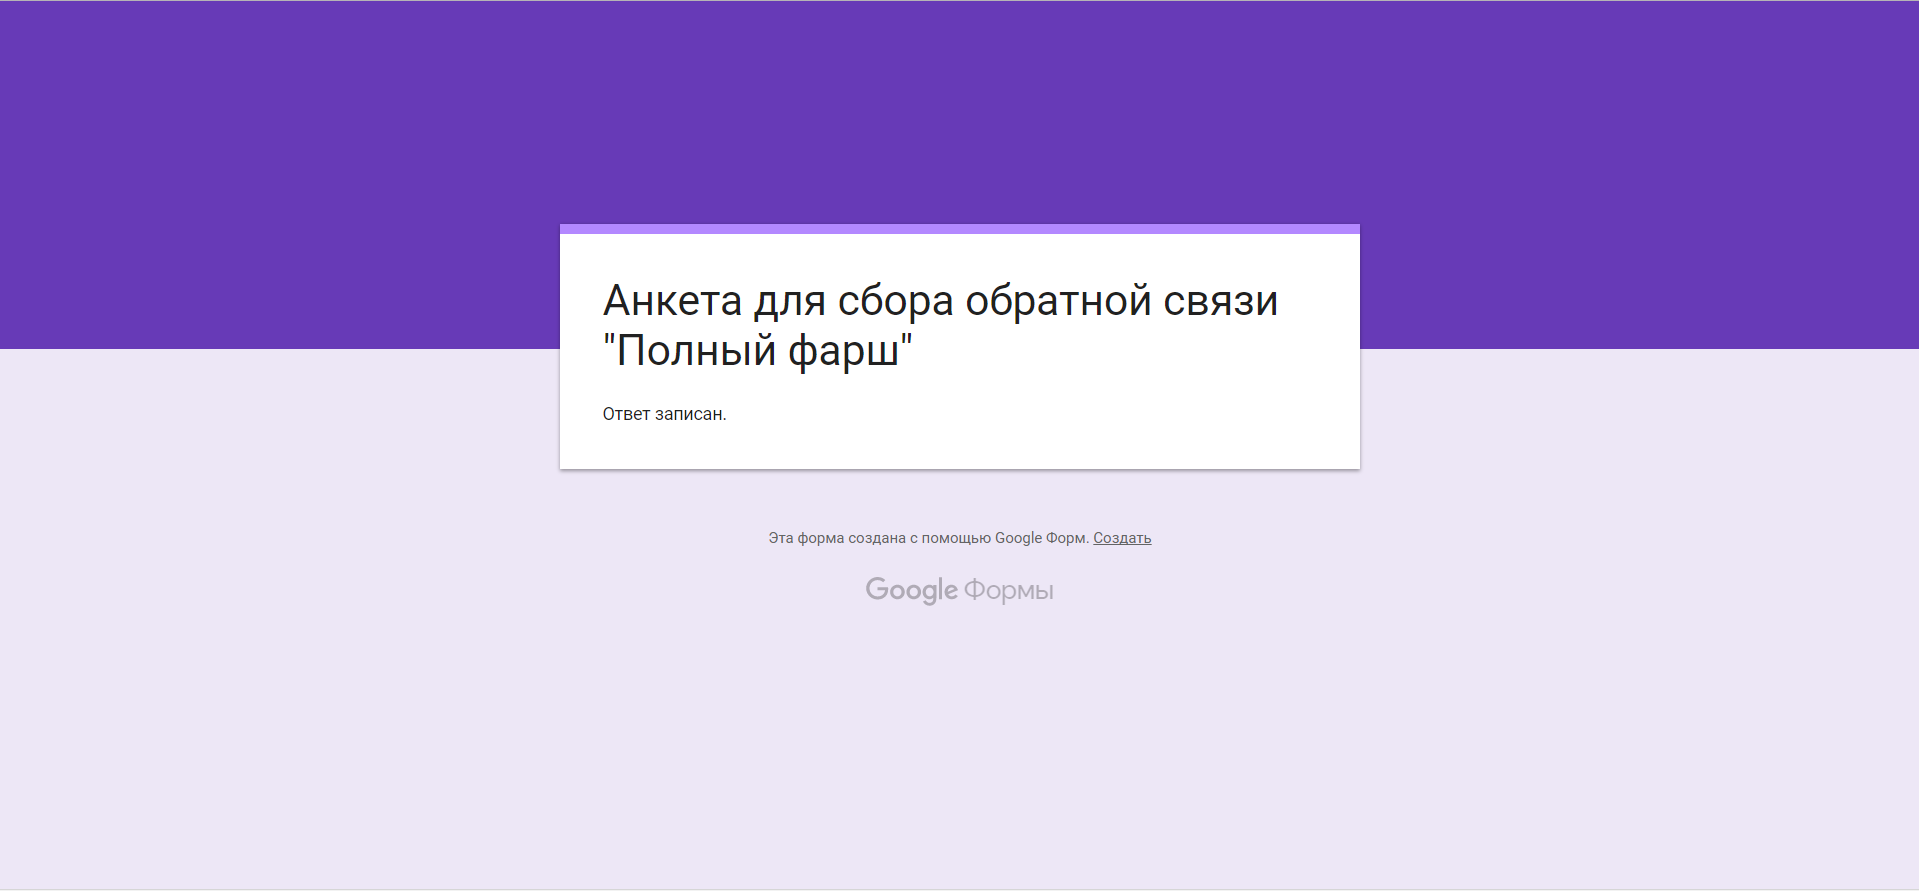 Анкета для сбора обратной связи
"Полный фарш"
Ответ записан.
Эта форма создана с помощью Google Форм. Создать
Google Формы